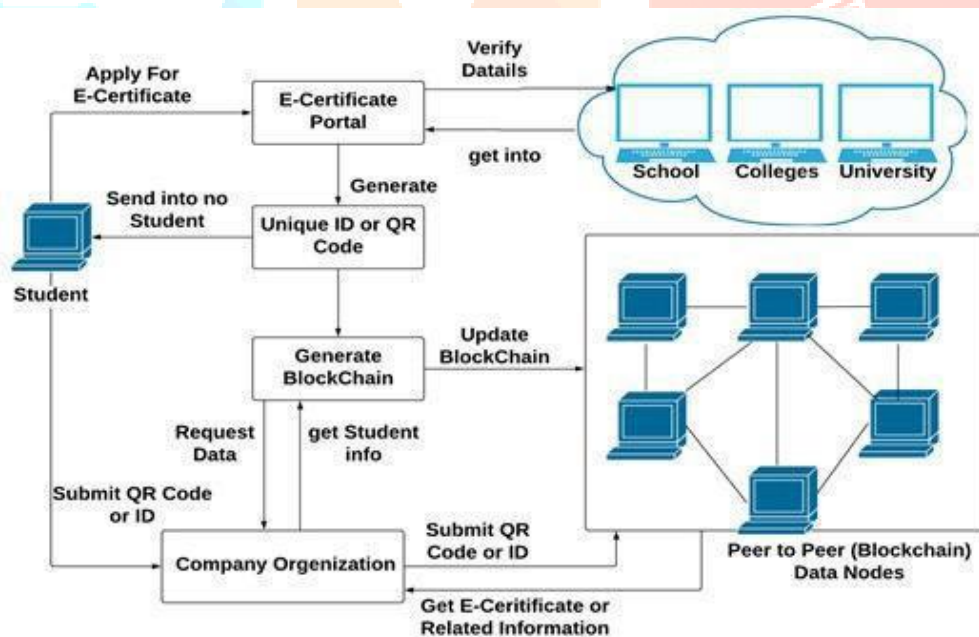 Apply For
E-Certificate
E-Certificate
Portal
Verify
Datails
get into
School
Colleges
University
Generate
Send into no
Student
Unique ID or QR
Code
Student
Generate
BlockChain
Update
BlockChain
Request
Data
get Student
info
Submit QR Code
or ID
Company Orgenization
Submit QR
Code or ID
Peer to Peer (Blockchain)
Data Nodes
Get E-Ceritificate or
Related Information